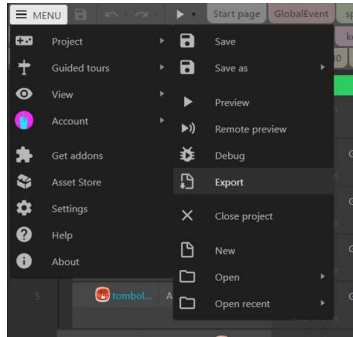 MENU
Start page
GlobalEvent
Project
Guided tours
View
Account
Get addons
Asset Store
Settings
Help
About
Save
Save as
Preview
Remote preview
Debug
Export
Close project
New
Open
Open recent
5
tombol...
A